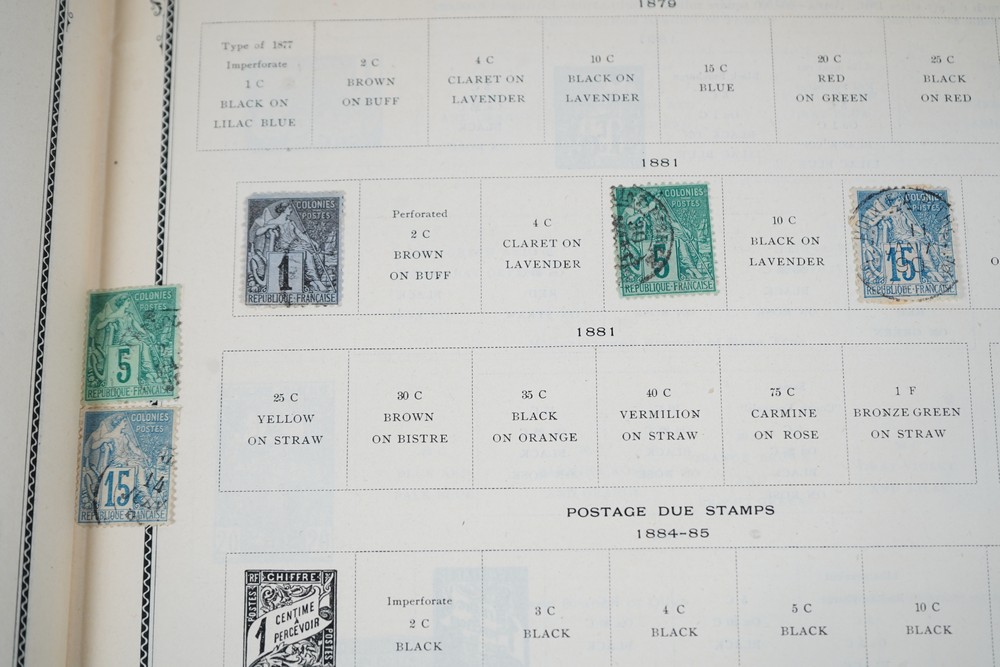 1879
Type of 1877
Imperforate
1 C
BLACK ON
LILAC BLUE
2 C
BROWN
ON BUFF
4 C
CLARET ON
LAVENDER
10 C
BLACK ON
LAVENDER
15 C
BLUE
20 C
RED
ON GREEN
25 C
BLACK
ON RED
1881
COLONIES
POSTES
1
REPUBLIQUE FRANÇAISE
Perforated
2 C
BROWN
ON BUFF
4 C
CLARET ON
LAVENDER
COLONIES
POSTES
5
REPUBLIQUE FRANÇAISE
10 C
BLACK ON
LAVENDER
COLONIES
POSTES
15
REPUBLIQUE FRANÇAISE
COLONIES
POSTES
5
REPUBLIQUE FRANÇAISE
COLONIES
POSTES
15
REPUBLIQUE FRANÇAISE
1881
25 C
YELLOW
ON STRAW
30 C
BROWN
ON BISTRE
35 C
BLACK
ON ORANGE
40 C
VERMILION
ON STRAW
75 C
CARMINE
ON ROSE
1 F
BRONZE GREEN
ON STRAW
POSTAGE DUE STAMPS
1884-85
RF CHIFFRE
POSTES
1 CENTIME
A
PERCEVOIR
POSTES
Imperforate
2 C
BLACK
3 C
BLACK
4 C
BLACK
5 C
BLACK
10 C
BLACK